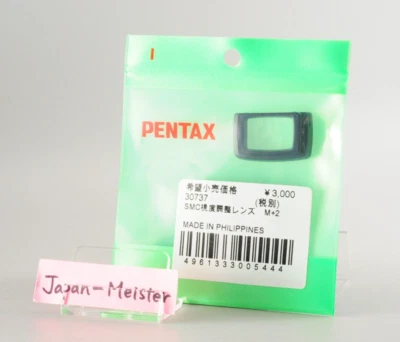 PENTAX
希望小売価格 ¥3,000
30737 (税別)
SMC視度調整レンズ M+2
MADE IN PHILIPPINES
4961333005444
Japan-Meister